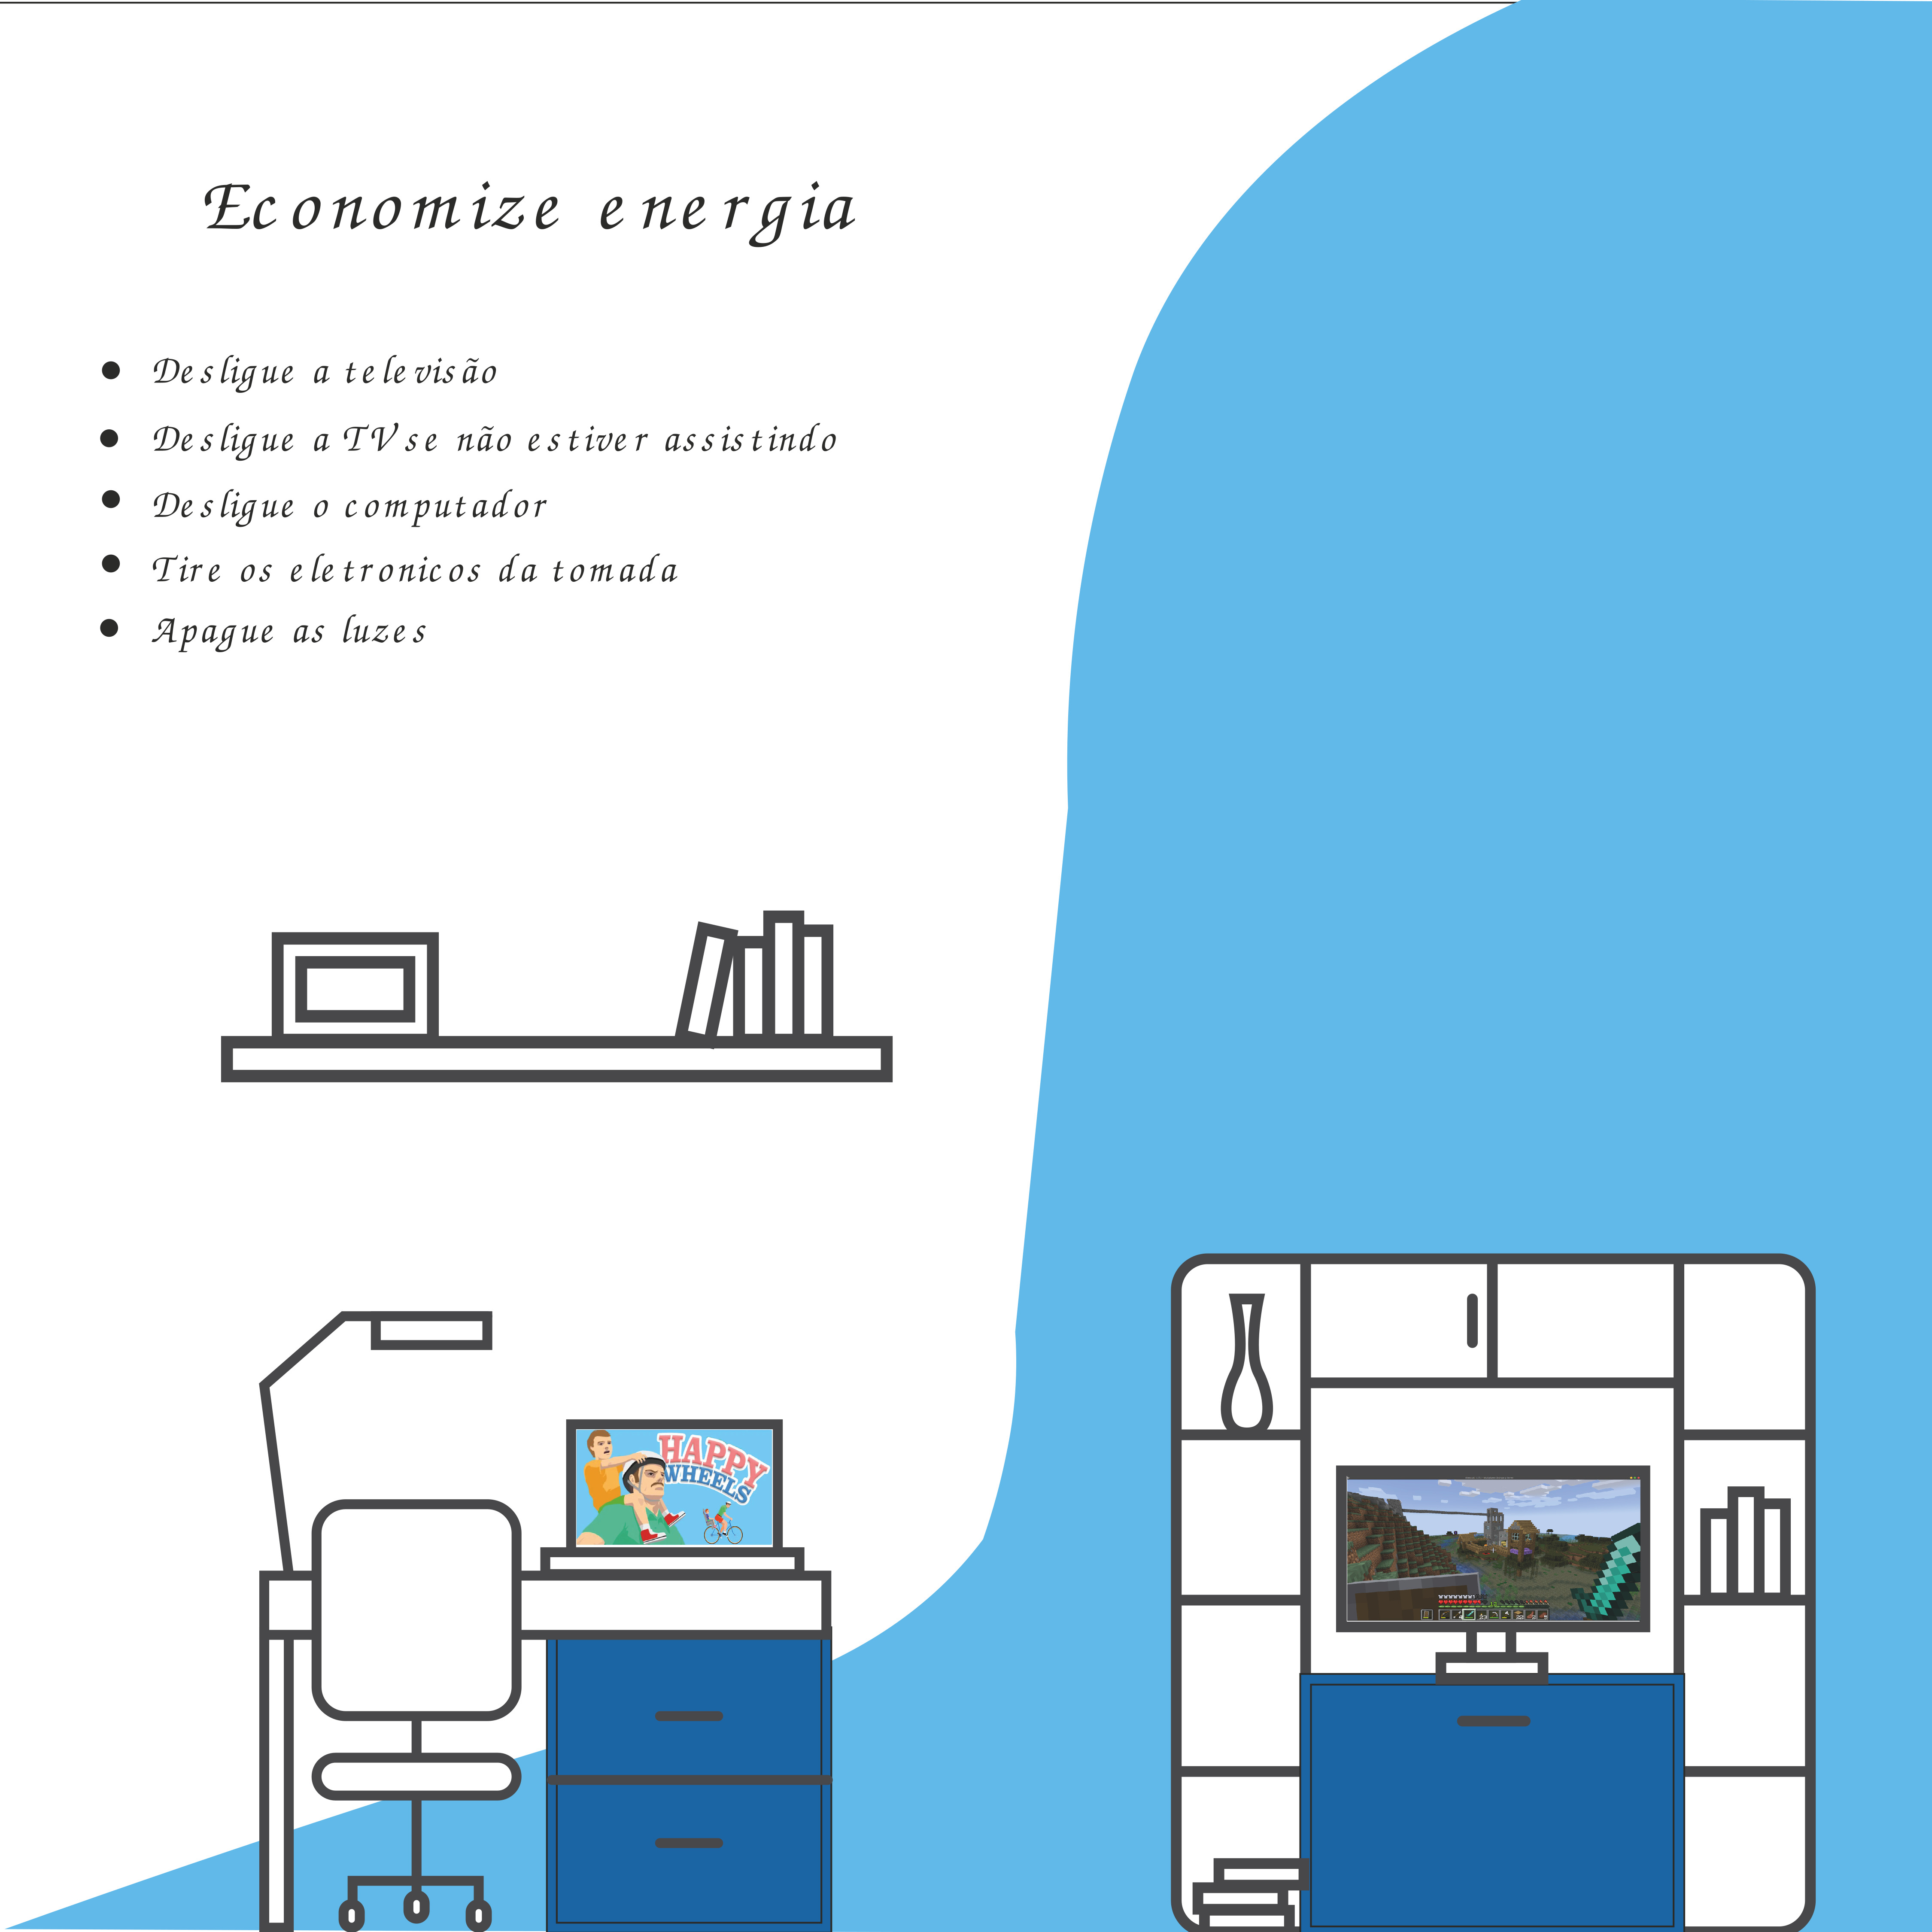 Economize energia
Desligue a televisão
Desligue a TV se não estiver assistindo
Desligue o computador
Tire os eletronicos da tomada
Apague as luzes
HAPPY
WHEELS